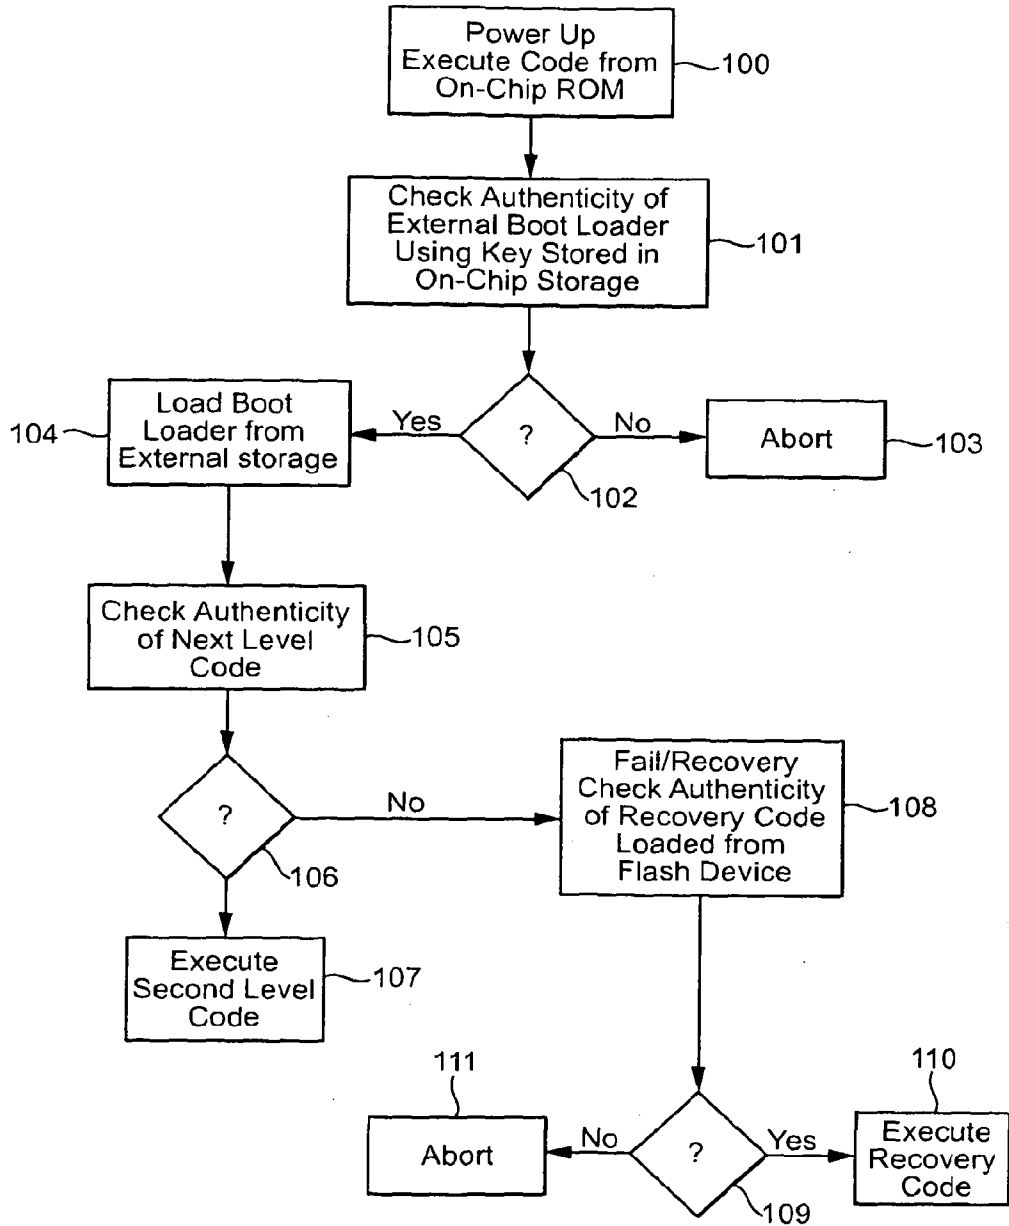 Power Up
Execute Code from
On-Chip ROM
100
Check Authenticity of
External Boot Loader
Using Key Stored in
On-Chip Storage
101
Load Boot
Loader from
External storage
104
Yes
?
No
102
Abort
103
Check Authenticity
of Next Level
Code
105
?
No
106
Fail/Recovery
Check Authenticity
of Recovery Code
Loaded from
Flash Device
108
Execute
Second Level
Code
107
111
Abort
No
?
Yes
109
110
Execute
Recovery
Code